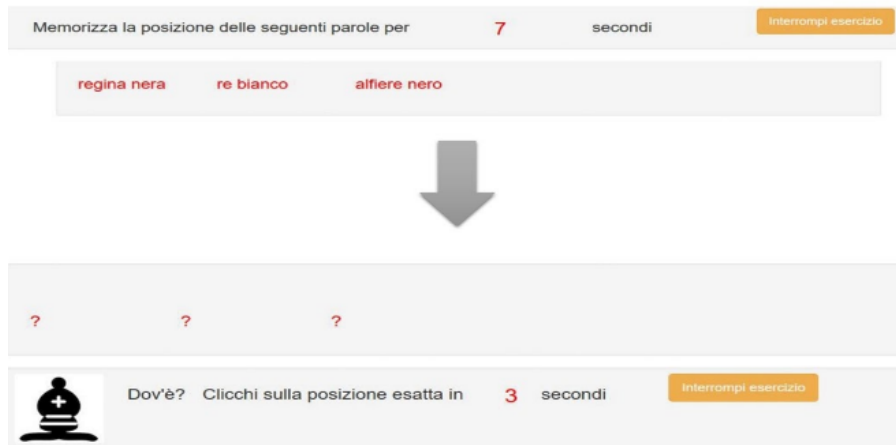 Memorizza la posizione delle seguenti parole per 7 secondi Interrompi esercizio
regina nera re bianco alfiere nero
? ? ?
Dov'è? Clicchi sulla posizione esatta in 3 secondi Interrompi esercizio